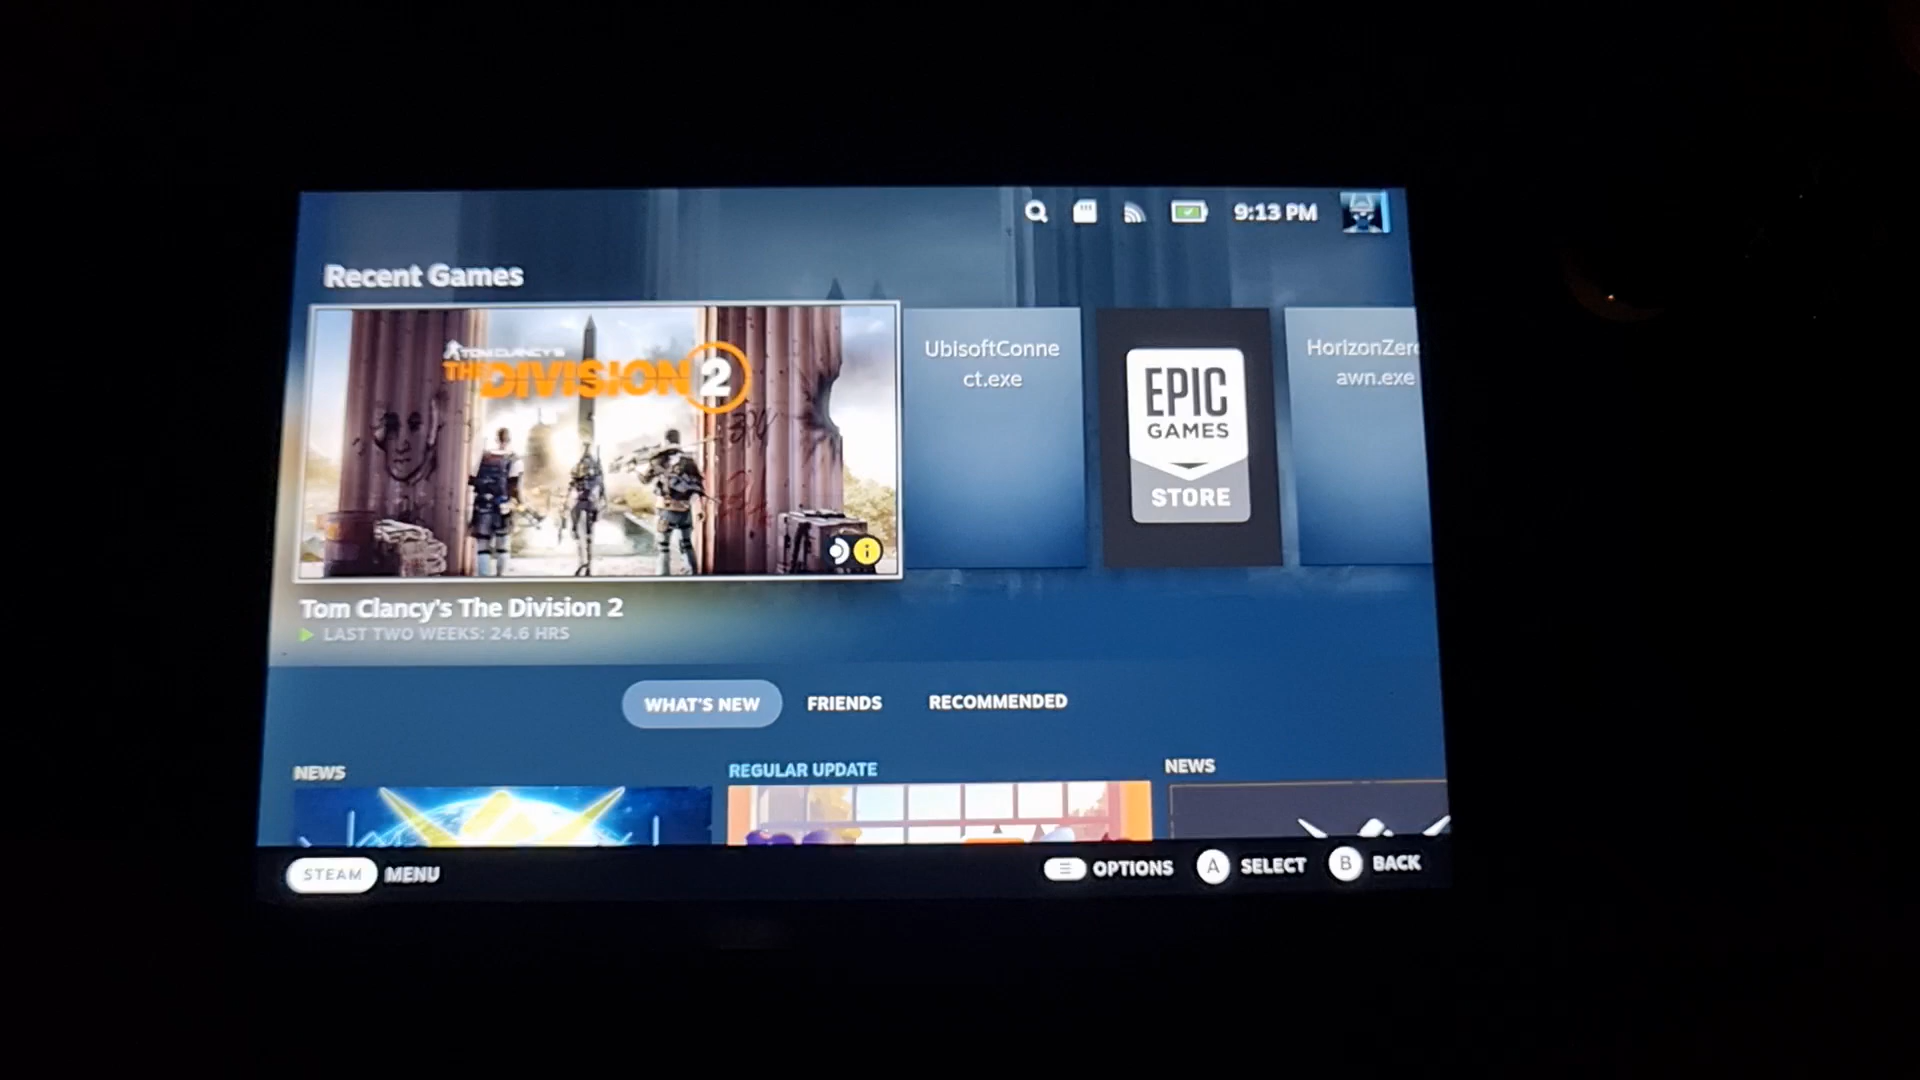 9:13 PM
Recent Games
TOM CLANCY'S
THE DIVISION 2
UbisoftConne
ct.exe
EPIC
GAMES
STORE
HorizonZero
awn.exe
Tom Clancy's The Division 2
LAST TWO WEEKS: 24.6 HRS
WHAT'S NEW
FRIENDS
RECOMMENDED
NEWS
REGULAR UPDATE
NEWS
STEAM MENU
OPTIONS
A SELECT
B BACK